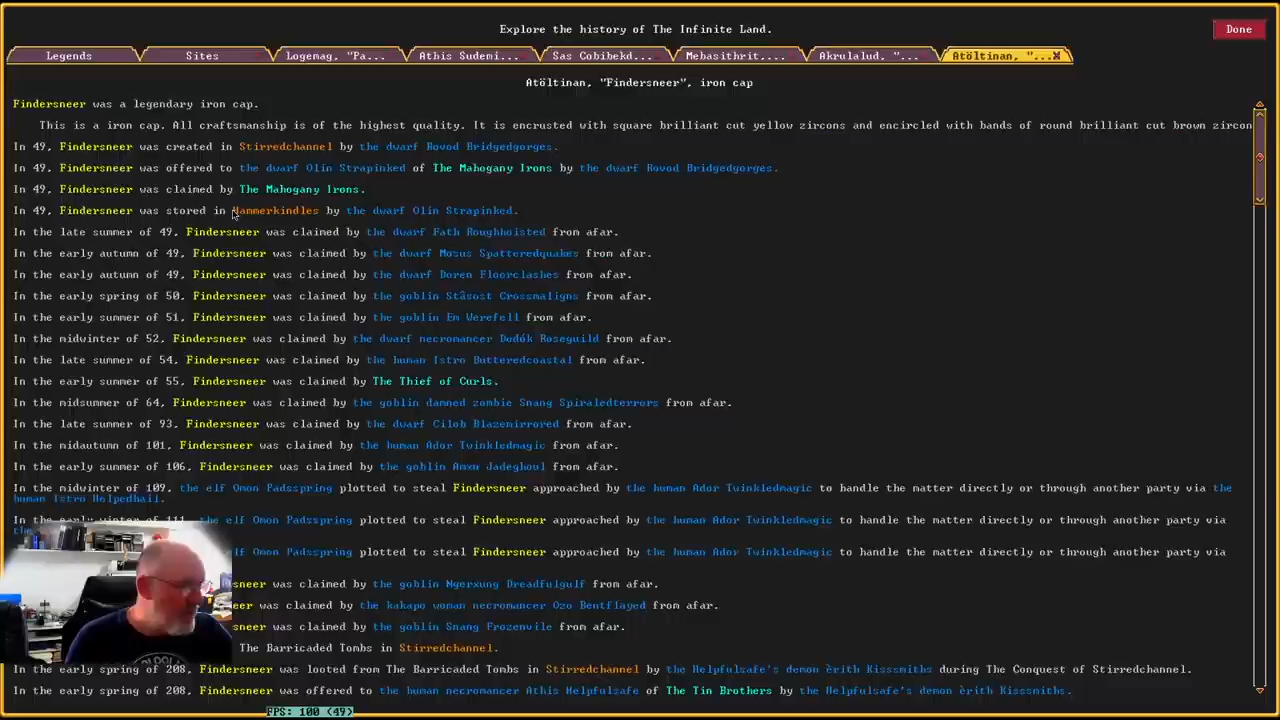 Explore the history of The Infinite Land.
Done
Legends Sites Logemag, "Pa... Athis Sudemi... Sas Cobibekd... Mebasithrit,... Akrulalud, "... Atöltinan, "...
Atöltinan, "Findersneer", iron cap
Findersneer was a legendary iron cap.
This is a iron cap. All craftsmanship is of the highest quality. It is encrusted with square brilliant cut yellow zircons and encircled with bands of round brilliant cut brown zircon
In 49, Findersneer was created in Stirredchannel by the dwarf Rovod Bridgedgorges.
In 49, Findersneer was offered to the dwarf Olin Strapinked of The Mahogany Irons by the dwarf Rovod Bridgedgorges.
In 49, Findersneer was claimed by The Mahogany Irons.
In 49, Findersneer was stored in Hammerkindles by the dwarf Olin Strapinked.
In the late summer of 49, Findersneer was claimed by the dwarf Fath Roughhoisted from afar.
In the early autumn of 49, Findersneer was claimed by the dwarf Mosus Spatteredquakes from afar.
In the early autumn of 49, Findersneer was claimed by the dwarf Doren Floorclashes from afar.
In the early spring of 50, Findersneer was claimed by the goblin Stâsost Crossmaligns from afar.
In the early summer of 51, Findersneer was claimed by the goblin Em Werefell from afar.
In the midwinter of 52, Findersneer was claimed by the dwarf necromancer Dodók Roseguild from afar.
In the late summer of 54, Findersneer was claimed by the human Istro Butteredcoastal from afar.
In the early summer of 55, Findersneer was claimed by The Thief of Curls.
In the midsummer of 64, Findersneer was claimed by the goblin damned zombie Snang Spiraledterrors from afar.
In the late summer of 93, Findersneer was claimed by the dwarf Cilob Blazemirrored from afar.
In the midautumn of 101, Findersneer was claimed by the human Ador Twinkledmagic from afar.
In the early summer of 106, Findersneer was claimed by the goblin Amxu Jadeghoul from afar.
In the midwinter of 109, the elf Omon Padsspring plotted to steal Findersneer approached by the human Ador Twinkledmagic to handle the matter directly or through another party via the
human Istro Helpedhail.
In the early winter of 111, the elf Omon Padsspring plotted to steal Findersneer approached by the human Ador Twinkledmagic to handle the matter directly or through another party via
elf Omon Padsspring plotted to steal Findersneer approached by the human Ador Twinkledmagic to handle the matter directly or through another party via
sneer was claimed by the goblin Ngerxung Dreadfulgulf from afar.
eer was claimed by the kakapo woman necromancer Ozo Bentflayed from afar.
sneer was claimed by the goblin Snang Frozenvile from afar.
The Barricaded Tombs in Stirredchannel.
In the early spring of 208, Findersneer was looted from The Barricaded Tombs in Stirredchannel by the Helpfulsafe's demon èrith Kisssmiths during The Conquest of Stirredchannel.
In the early spring of 208, Findersneer was offered to the human necromancer Athis Helpfulsafe of The Tin Brothers by the Helpfulsafe's demon èrith Kisssmiths.
FPS: 100 (49)